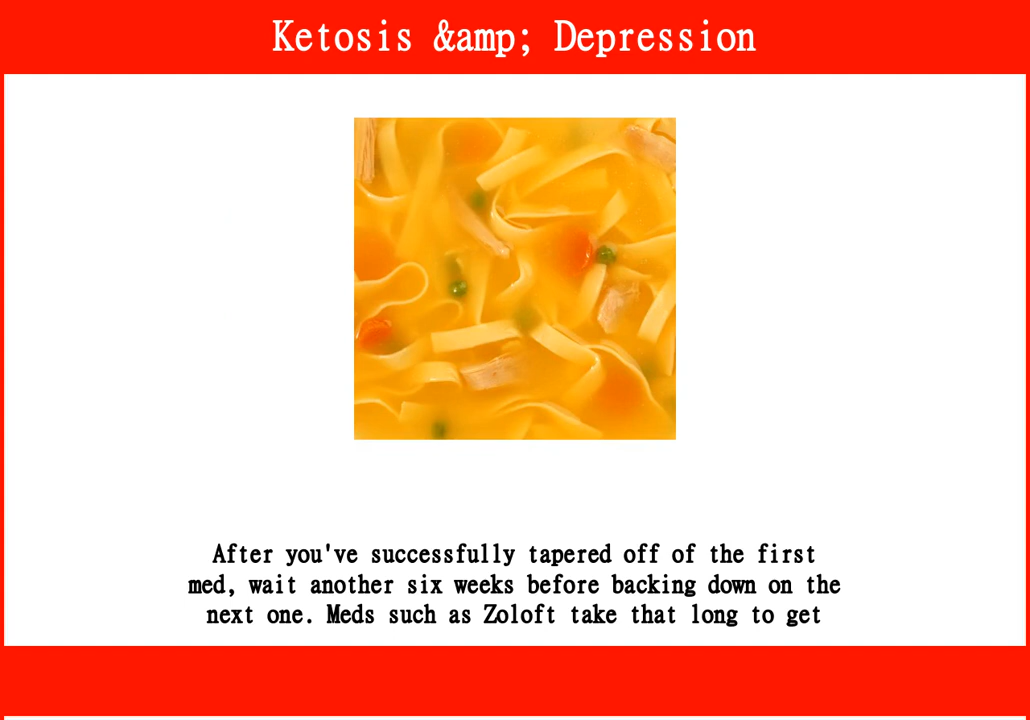 Ketosis &amp; Depression
After you've successfully tapered off of the first
med, wait another six weeks before backing down on the
next one. Meds such as Zoloft take that long to get